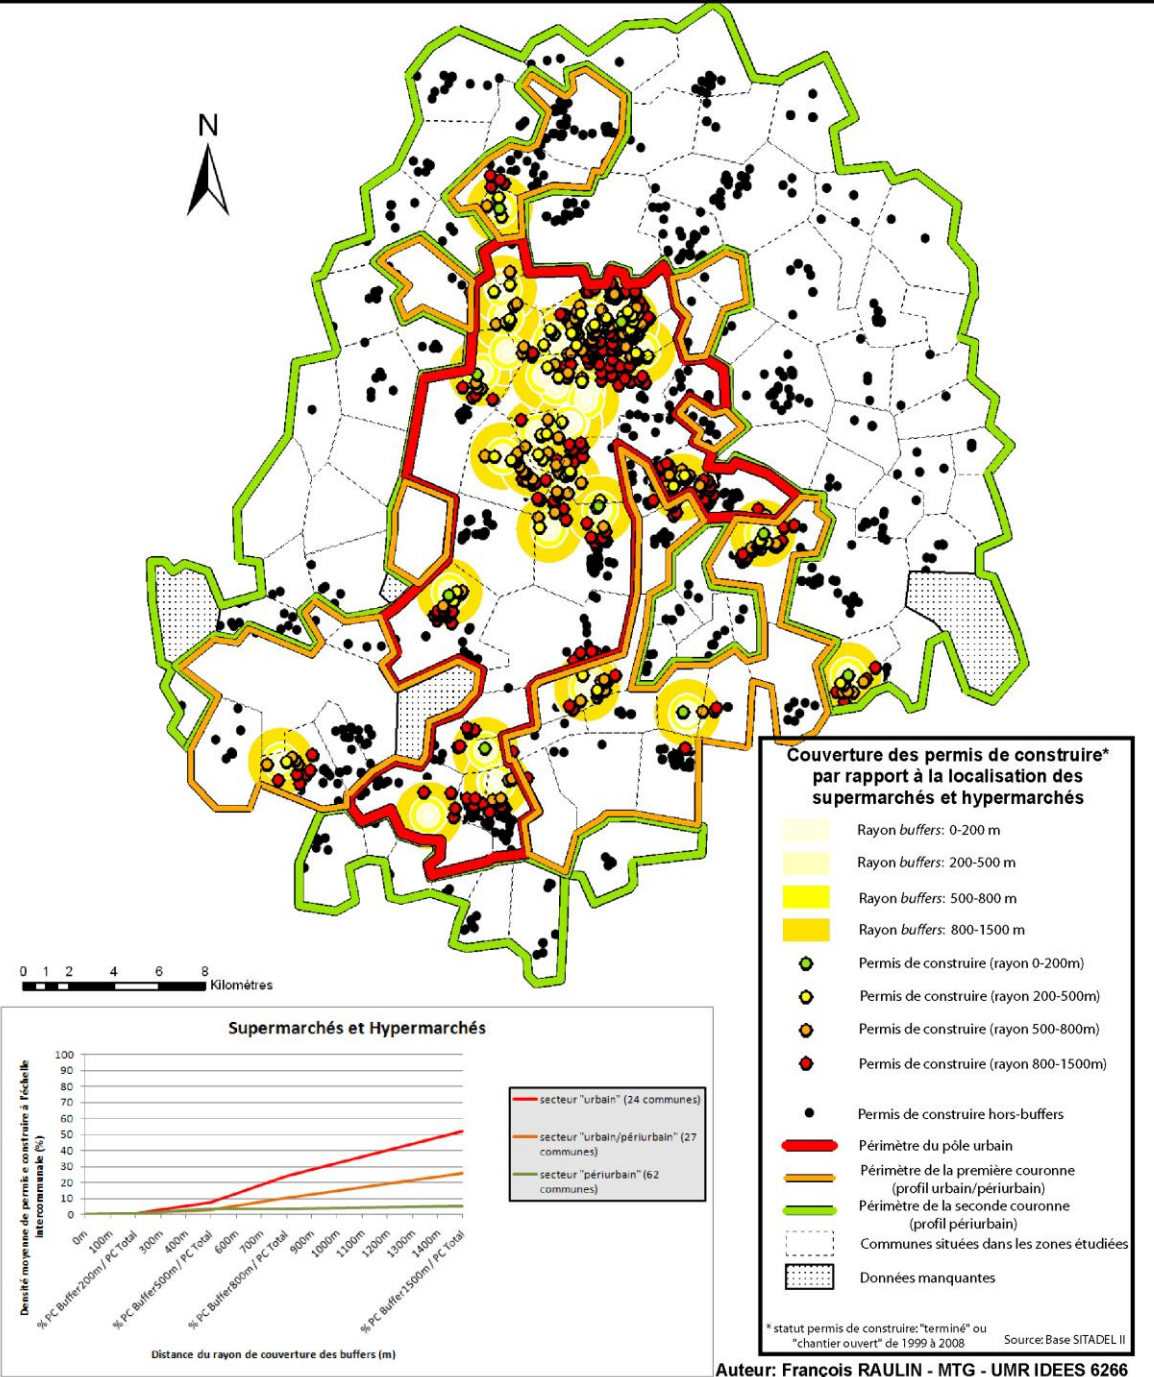 N
0 1 2 4 6 8
Kilomètres
Couverture des permis de construire*
par rapport à la localisation des
supermarchés et hypermarchés
Rayon buffers: 0-200 m
Rayon buffers: 200-500 m
Rayon buffers: 500-800 m
Rayon buffers: 800-1500 m
Permis de construire (rayon 0-200m)
Permis de construire (rayon 200-500m)
Permis de construire (rayon 500-800m)
Permis de construire (rayon 800-1500m)
Permis de construire hors-buffers
Périmètre du pôle urbain
Périmètre de la première couronne
(profil urbain/périurbain)
Périmètre de la seconde couronne
(profil périurbain)
Communes situées dans les zones étudiées
Données manquantes
* statut permis de construire: "terminé" ou
"chantier ouvert" de 1999 à 2008
Source: Base SITADEL II
Supermarchés et Hypermarchés
Densité moyenne de permis e construire à l'échelle
intercommunale (%)
100
90
80
70
60
50
40
30
20
10
0
0m
100m
% PC Buffer200m / PC Total
300m
400m
% PC Buffer500m / PC Total
600m
700m
% PC Buffer800m / PC Total
900m
1000m
1100m
1200m
1300m
1400m
% PC Buffer1500m / PC Total
Distance du rayon de couverture des buffers (m)
secteur "urbain" (24 communes)
secteur "urbain/périurbain" (27
communes)
secteur "périurbain" (62
communes)
Auteur: François RAULIN - MTG - UMR IDEES 6266